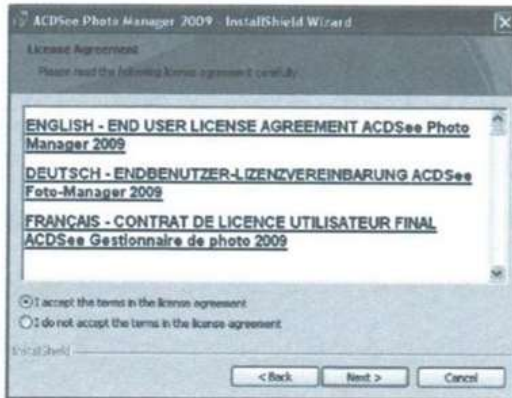 ACDSee Photo Manager 2009 - InstallShield Wizard
License Agreement
Please read the following license agreement carefully.
ENGLISH - END USER LICENSE AGREEMENT ACDSee Photo
Manager 2009
DEUTSCH - ENDBENUTZER-LIZENZVEREINBARUNG ACDSee
Foto-Manager 2009
FRANÇAIS - CONTRAT DE LICENCE UTILISATEUR FINAL
ACDSee Gestionnaire de photo 2009
I accept the terms in the license agreement
I do not accept the terms in the license agreement
InstallShield
< Back
Next >
Cancel